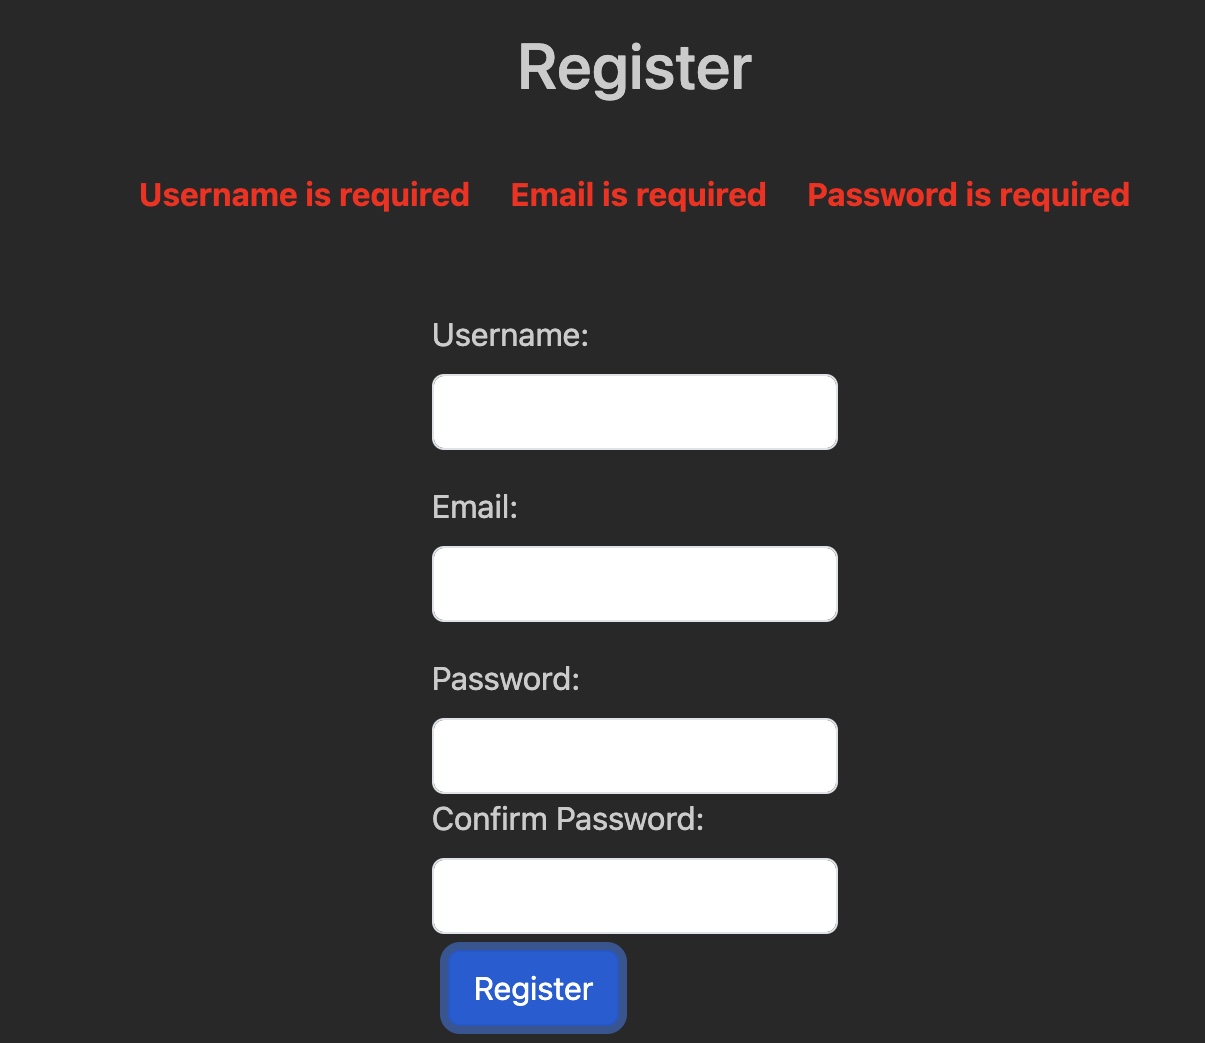 Register
Username is required Email is required Password is required
Username:
Email:
Password:
Confirm Password:
Register